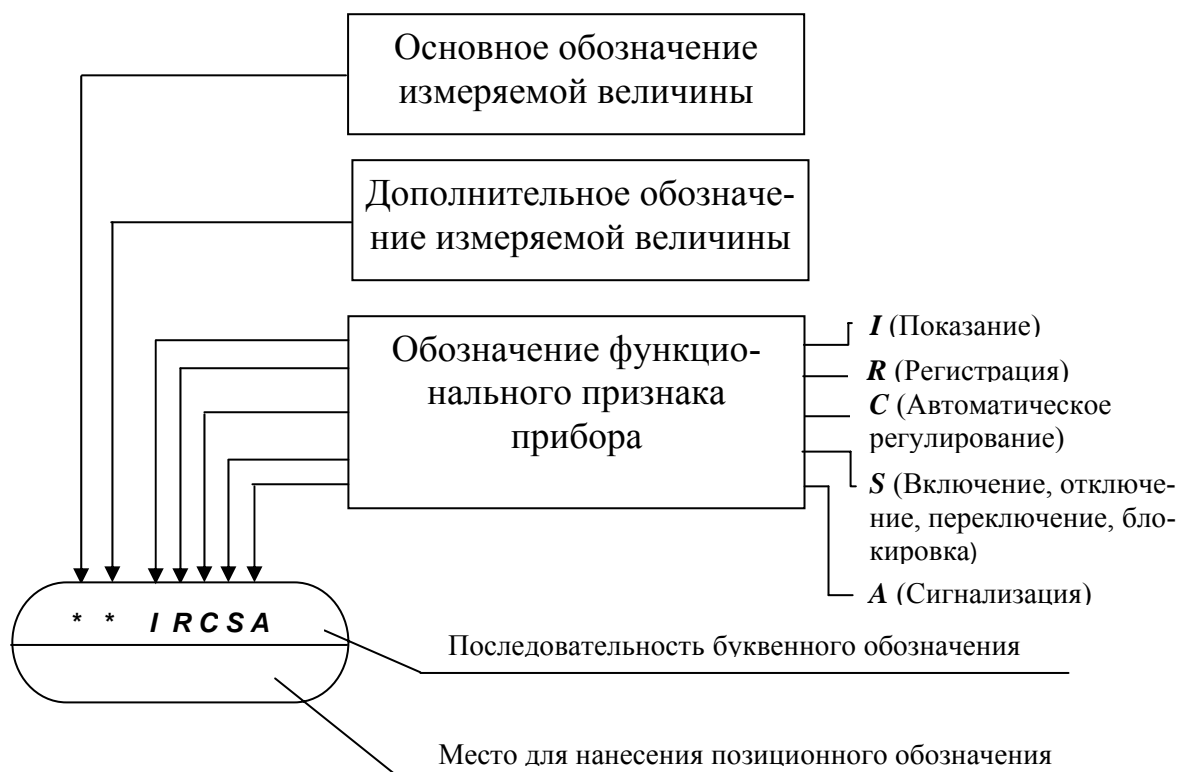 Основное обозначение
измеряемой величины
Дополнительное обозначе-
ние измеряемой величины
Обозначение функцио-
нального признака
прибора
I (Показание)
R (Регистрация)
C (Автоматическое
регулирование)
S (Включение, отключе-
ние, переключение, бло-
кировка)
A (Сигнализация)
* * I R C S A
Последовательность буквенного обозначения
Место для нанесения позиционного обозначения